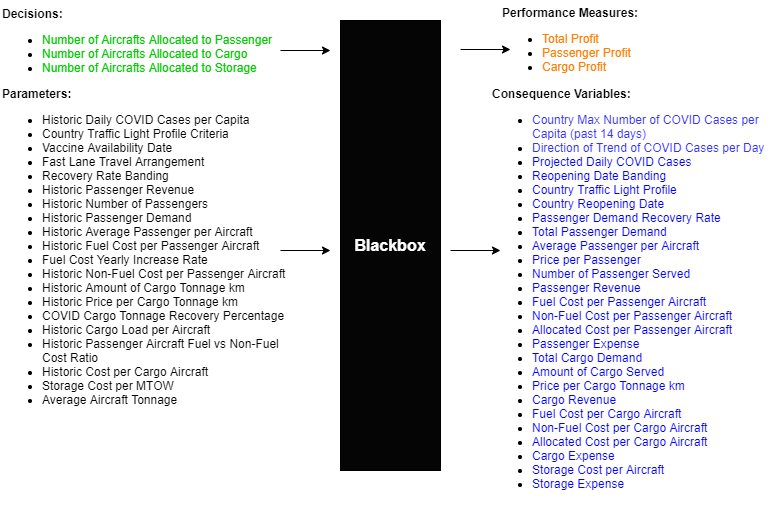 Decisions:
Number of Aircrafts Allocated to Passenger
Number of Aircrafts Allocated to Cargo
Number of Aircrafts Allocated to Storage
Parameters:
Historic Daily COVID Cases per Capita
Country Traffic Light Profile Criteria
Vaccine Availability Date
Fast Lane Travel Arrangement
Recovery Rate Banding
Historic Passenger Revenue
Historic Number of Passengers
Historic Passenger Demand
Historic Average Passenger per Aircraft
Historic Fuel Cost per Passenger Aircraft
Fuel Cost Yearly Increase Rate
Historic Non-Fuel Cost per Passenger Aircraft
Historic Amount of Cargo Tonnage km
Historic Price per Cargo Tonnage km
COVID Cargo Tonnage Recovery Percentage
Historic Cargo Load per Aircraft
Historic Passenger Aircraft Fuel vs Non-Fuel
Cost Ratio
Historic Cost per Cargo Aircraft
Storage Cost per MTOW
Average Aircraft Tonnage
Blackbox
Performance Measures:
Total Profit
Passenger Profit
Cargo Profit
Consequence Variables:
Country Max Number of COVID Cases per
Capita (past 14 days)
Direction of Trend of COVID Cases per Day
Projected Daily COVID Cases
Reopening Date Banding
Country Traffic Light Profile
Country Reopening Date
Passenger Demand Recovery Rate
Total Passenger Demand
Average Passenger per Aircraft
Price per Passenger
Number of Passenger Served
Passenger Revenue
Fuel Cost per Passenger Aircraft
Non-Fuel Cost per Passenger Aircraft
Allocated Cost per Passenger Aircraft
Passenger Expense
Total Cargo Demand
Amount of Cargo Served
Price per Cargo Tonnage km
Cargo Revenue
Fuel Cost per Cargo Aircraft
Non-Fuel Cost per Cargo Aircraft
Allocated Cost per Cargo Aircraft
Cargo Expense
Storage Cost per Aircraft
Storage Expense